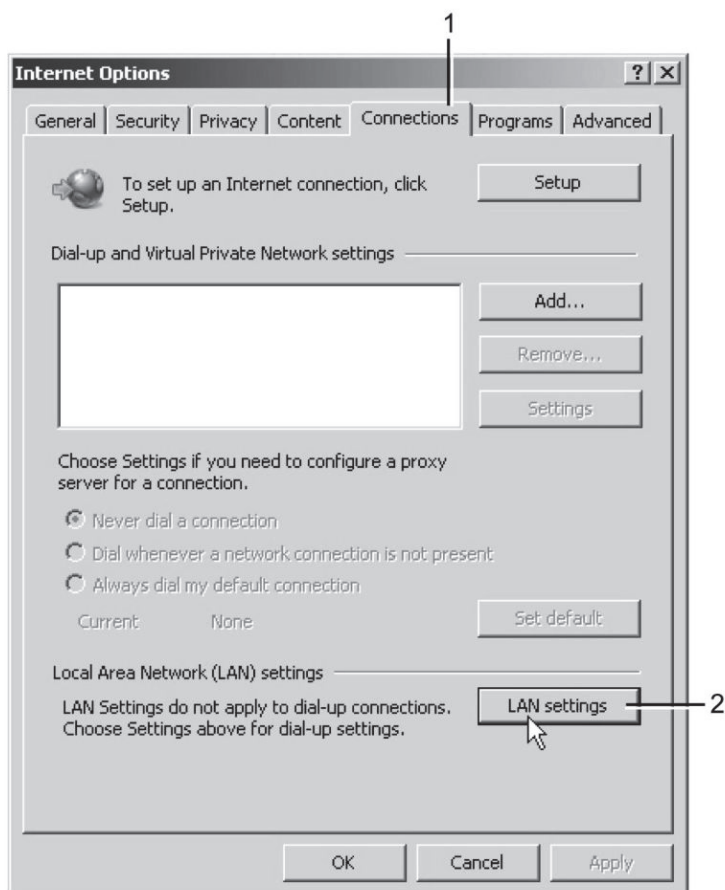 1
Internet Options
? X
General Security Privacy Content Connections Programs Advanced
To set up an Internet connection, click
Setup.
Setup
Dial-up and Virtual Private Network settings
Add...
Remove...
Settings
Choose Settings if you need to configure a proxy
server for a connection.
Never dial a connection
Dial whenever a network connection is not present
Always dial my default connection
Current None
Set default
Local Area Network (LAN) settings
LAN Settings do not apply to dial-up connections.
Choose Settings above for dial-up settings.
LAN settings
2
OK Cancel Apply